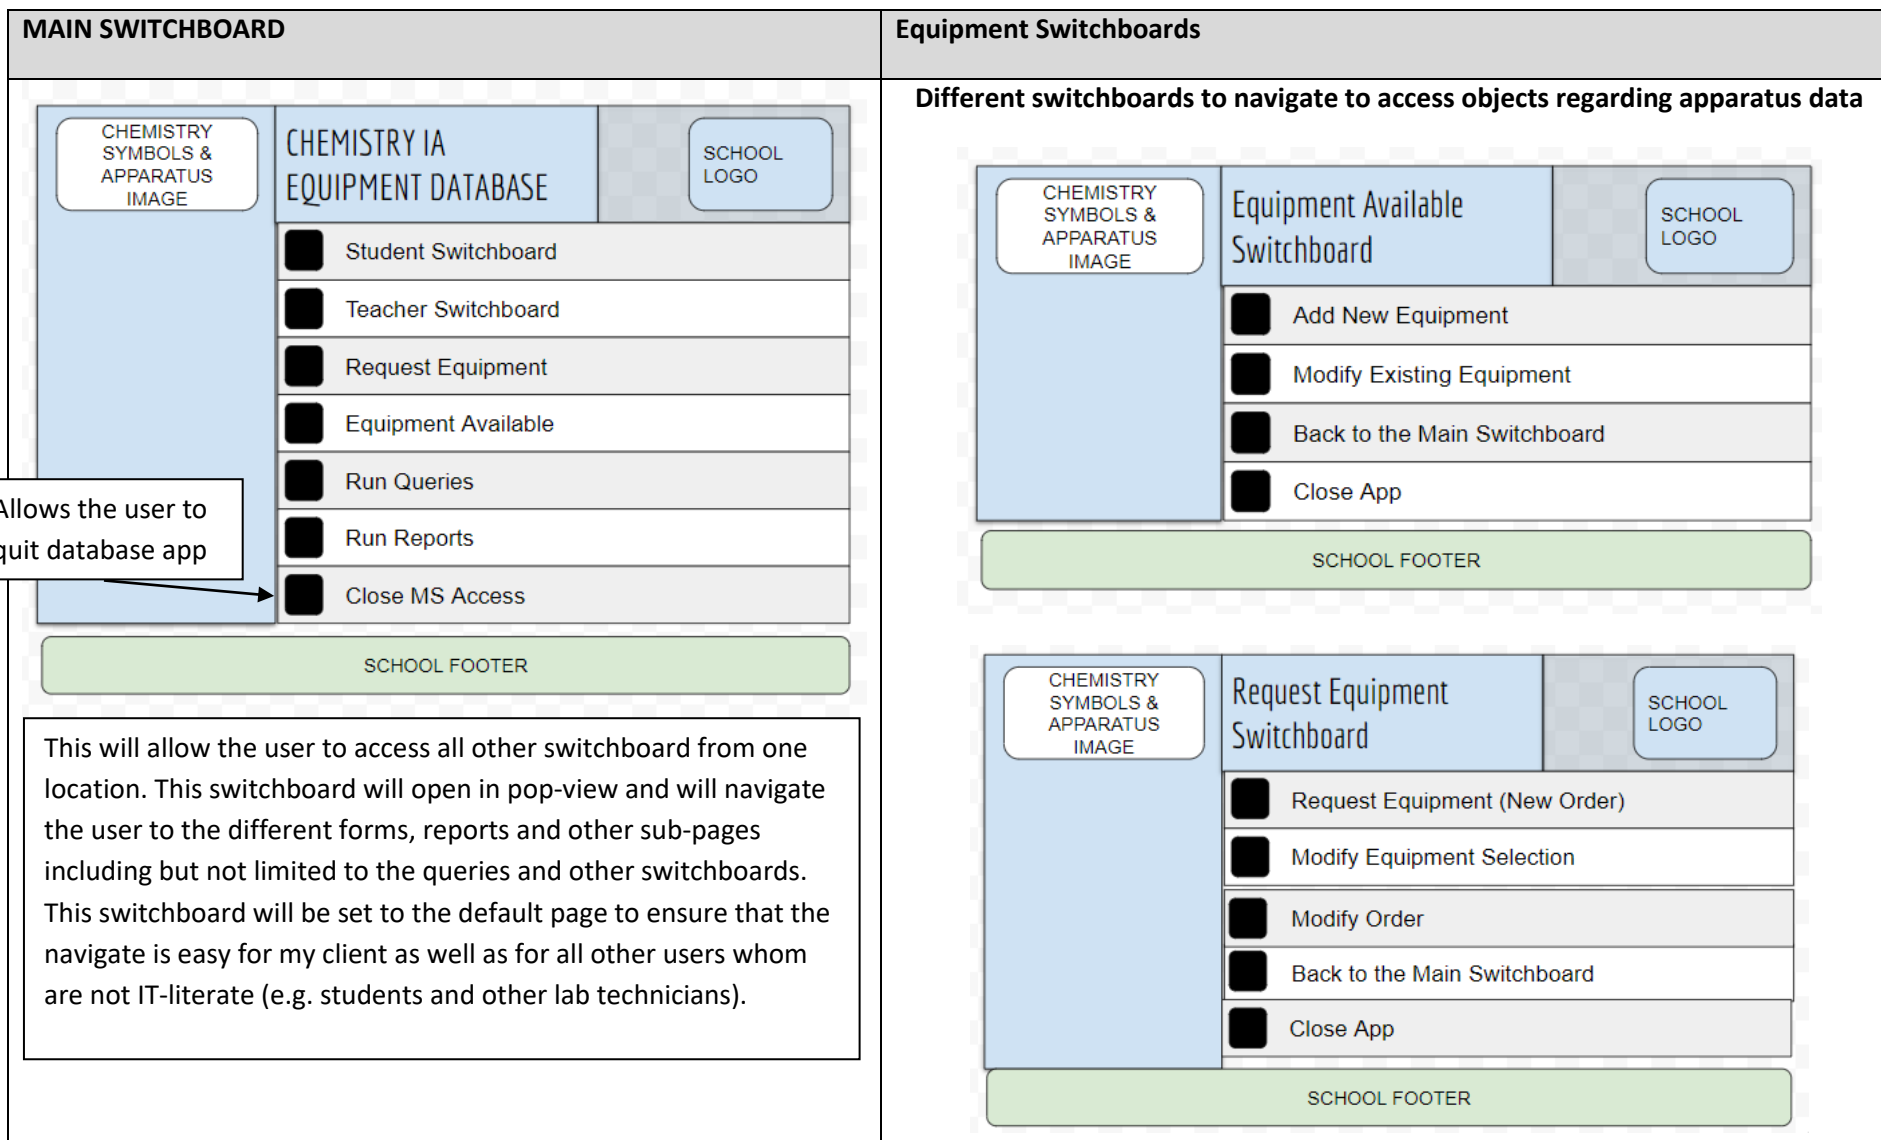 MAIN SWITCHBOARD
CHEMISTRY
SYMBOLS &
APPARATUS
IMAGE
CHEMISTRY IA
EQUIPMENT DATABASE
SCHOOL
LOGO
Student Switchboard
Teacher Switchboard
Request Equipment
Equipment Available
Run Queries
Run Reports
Close MS Access
Allows the user to
quit database app
SCHOOL FOOTER
This will allow the user to access all other switchboard from one
location. This switchboard will open in pop-view and will navigate
the user to the different forms, reports and other sub-pages
including but not limited to the queries and other switchboards.
This switchboard will be set to the default page to ensure that the
navigate is easy for my client as well as for all other users whom
are not IT-literate (e.g. students and other lab technicians).
Equipment Switchboards
Different switchboards to navigate to access objects regarding apparatus data
CHEMISTRY
SYMBOLS &
APPARATUS
IMAGE
Equipment Available
Switchboard
SCHOOL
LOGO
Add New Equipment
Modify Existing Equipment
Back to the Main Switchboard
Close App
SCHOOL FOOTER
CHEMISTRY
SYMBOLS &
APPARATUS
IMAGE
Request Equipment
Switchboard
SCHOOL
LOGO
Request Equipment (New Order)
Modify Equipment Selection
Modify Order
Back to the Main Switchboard
Close App
SCHOOL FOOTER